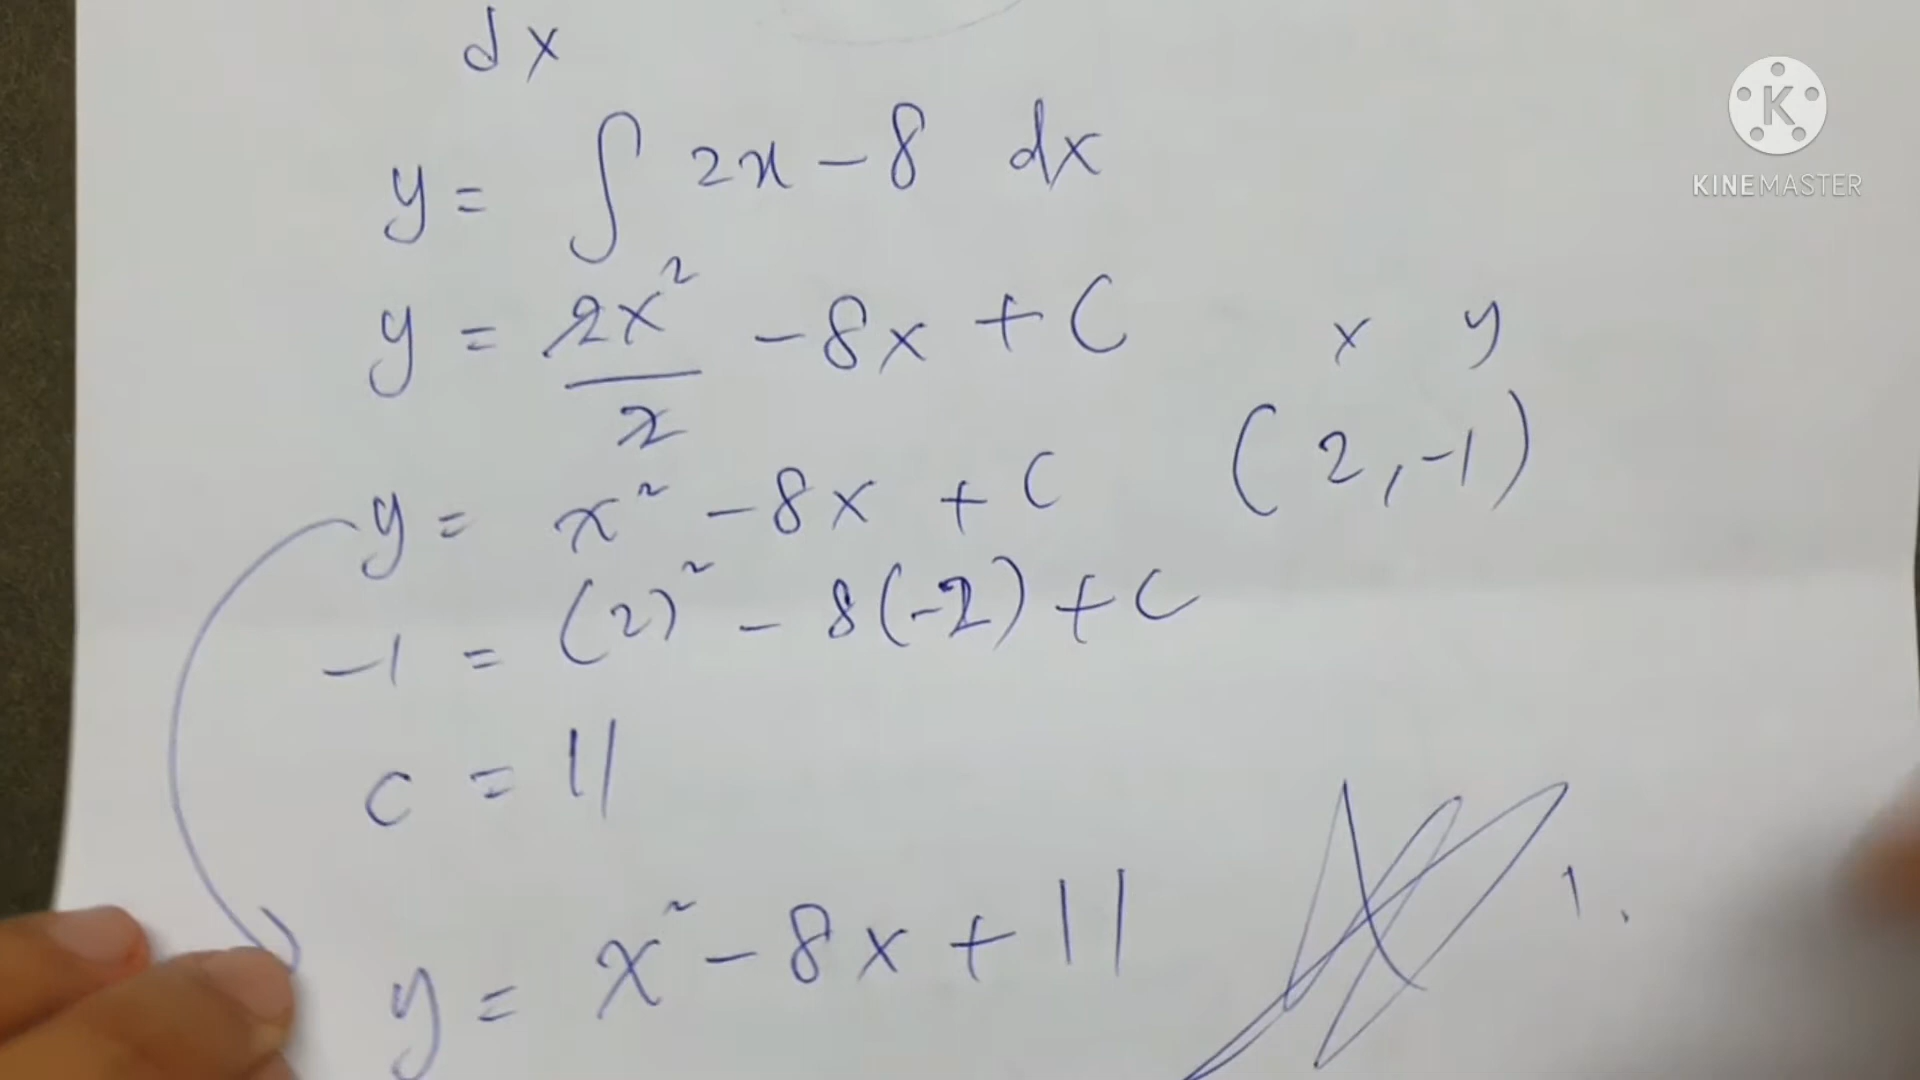 dx
y = ∫ 2x - 8 dx
K
KINEMASTER
y = 2x² - 8x + C
2
x y
(2, -1)
y = x² - 8x + C
-1 = (2)² - 8(-2) + C
c = 11
y = x² - 8x + 11